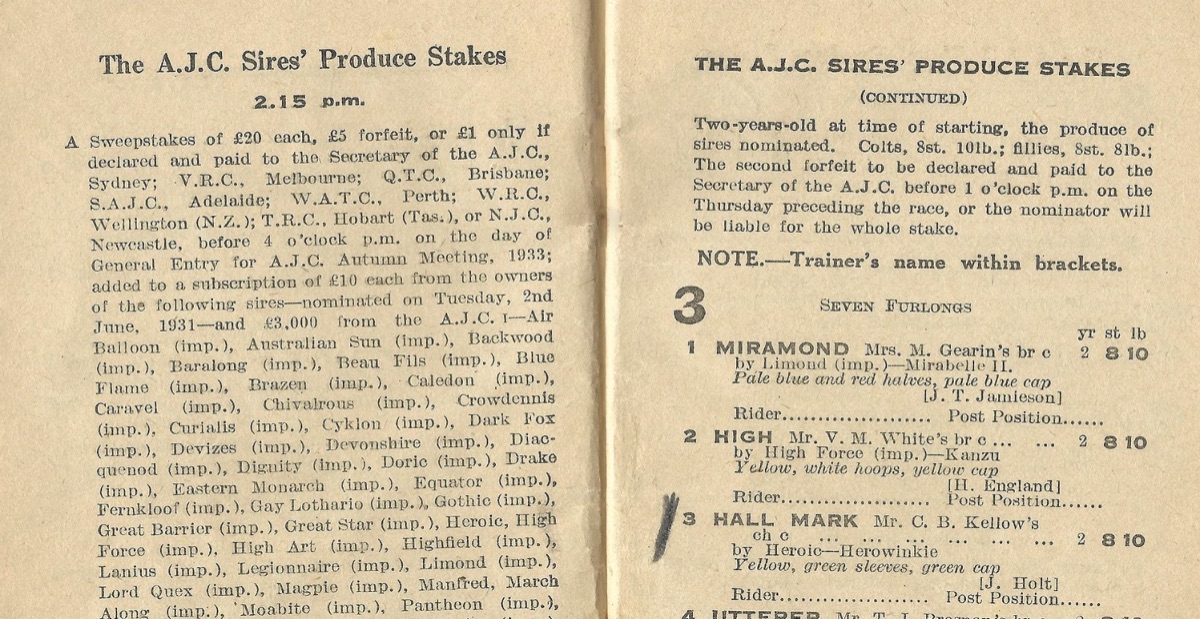 The A.J.C. Sires' Produce Stakes
2.15 p.m.
A Sweepstakes of £20 each, £5 forfeit, or £1 only if
declared and paid to the Secretary of the A.J.C.,
Sydney; V.R.C., Melbourne; Q.T.C., Brisbane;
S.A.J.C., Adelaide; W.A.T.C., Perth; W.R.C.,
Wellington (N.Z.); T.R.C., Hobart (Tas.), or N.J.C.,
Newcastle, before 4 o'clock p.m. on the day of
General Entry for A.J.C. Autumn Meeting, 1933;
added to a subscription of £10 each from the owners
of the following sires—nominated on Tuesday, 2nd
June, 1931—and £3,000 from the A.J.C. :—Air
Balloon (imp.), Australian Sun (imp.), Backwood
(imp.), Baralong (imp.), Beau Fils (imp.), Blue
Flame (imp.), Brazen (imp.), Caledon (imp.),
Caravel (imp.), Chivalrous (imp.), Crowdennis
(imp.), Curialis (imp.), Cyklon (imp.), Dark Fox
(imp.), Devizes (imp.), Devonshire (imp.), Diac-
quenod (imp.), Dignity (imp.), Doric (imp.), Drake
(imp.), Eastern Monarch (imp.), Equator (imp.),
Fernkloof (imp.), Gay Lothario (imp.), Gothic (imp.),
Great Barrier (imp.), Great Star (imp.), Heroic, High
Force (imp.), High Art (imp.), Highfield (imp.),
Lanius (imp.), Legionnaire (imp.), Limond (imp.),
Lord Quex (imp.), Magpie (imp.), Manfred, March
Along (imp.), Moabite (imp.), Pantheon (imp.),
THE A.J.C. SIRES' PRODUCE STAKES
(CONTINUED)
Two-years-old at time of starting, the produce of
sires nominated. Colts, 8st. 10lb.; fillies, 8st. 8lb.;
The second forfeit to be declared and paid to the
Secretary of the A.J.C. before 1 o'clock p.m. on the
Thursday preceding the race, or the nominator will
be liable for the whole stake.
NOTE.—Trainer's name within brackets.
3 SEVEN FURLONGS
yr st lb
1 MIRAMOND Mrs. M. Gearin's br c 2 8 10
by Limond (imp.)—Mirabelle II.
Pale blue and red halves, pale blue cap
[J. T. Jamieson]
Rider.................... Post Position......
2 HIGH Mr. V. M. White's br c ... ... 2 8 10
by High Force (imp.)—Kanzu
Yellow, white hoops, yellow cap
[H. England]
Rider.................... Post Position......
3 HALL MARK Mr. C. B. Kellow's
ch c ... ... ... ... ... ... 2 8 10
by Heroic—Herowinkie
Yellow, green sleeves, green cap
[J. Holt]
Rider.................... Post Position......
4 UTTERER Mr. T. J.